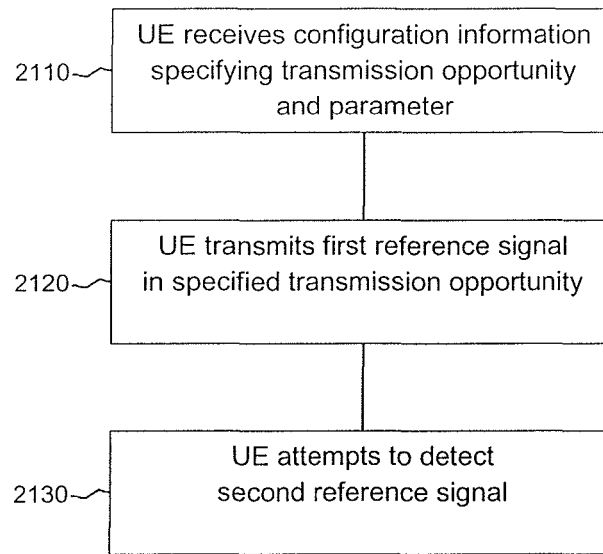 UE receives configuration information
2110
specifying transmission opportunity
and parameter
UE transmits first reference signal
2120
in specified transmission opportunity
UE attempts to detect
2130
second reference signal